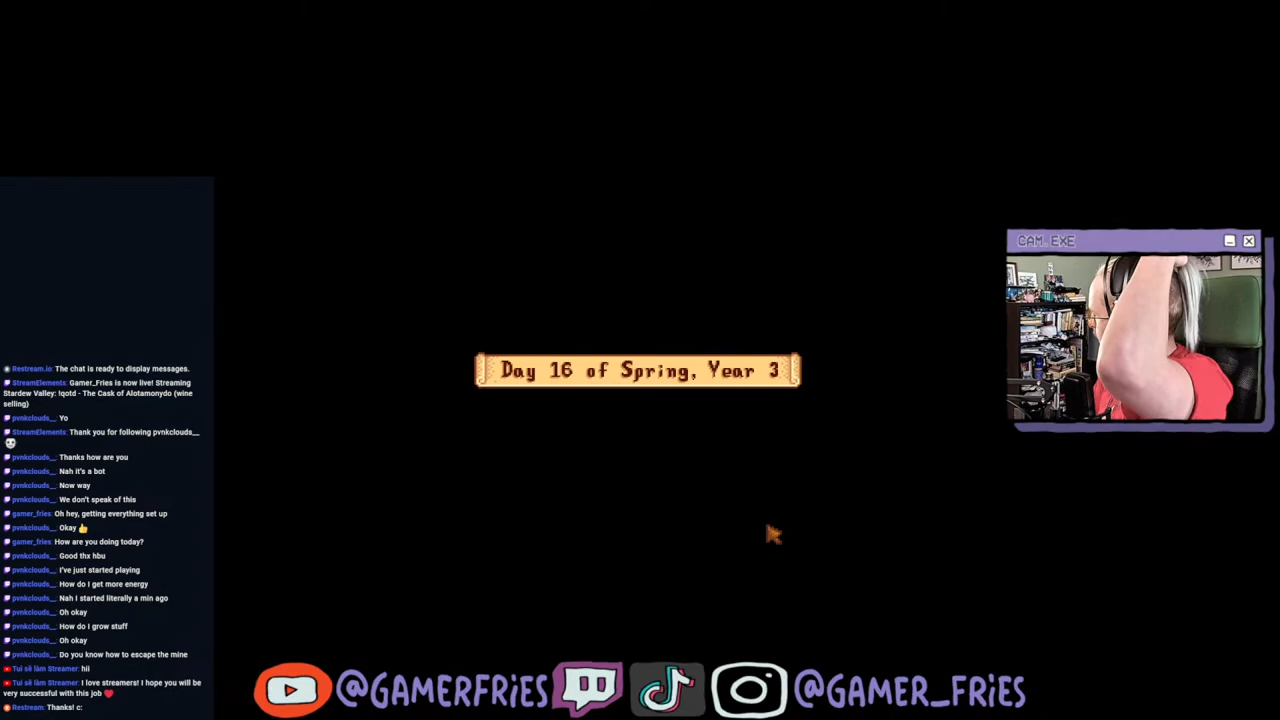 CAM.EXE
Day 16 of Spring, Year 3
Restream.io: The chat is ready to display messages.
StreamElements: Gamer_Fries is now live! Streaming
Stardew Valley: !qotd - The Cask of Alotamonydo (wine
selling)
pvnkclouds__: Yo
StreamElements: Thank you for following pvnkclouds__
pvnkclouds__: Thanks how are you
pvnkclouds__: Nah it's a bot
pvnkclouds__: Now way
pvnkclouds__: We don't speak of this
gamer_fries: Oh hey, getting everything set up
pvnkclouds__: Okay 👍
gamer_fries: How are you doing today?
pvnkclouds__: Good thx hbu
pvnkclouds__: I've just started playing
pvnkclouds__: How do I get more energy
pvnkclouds__: Nah I started literally a min ago
pvnkclouds__: Oh okay
pvnkclouds__: How do I grow stuff
pvnkclouds__: Oh okay
pvnkclouds__: Do you know how to escape the mine
Tui sẽ làm Streamer: hii
Tui sẽ làm Streamer: I love streamers! I hope you will be
very successful with this job ❤
Restream: Thanks! c:
@GAMERFRIES
@GAMER_FRIES